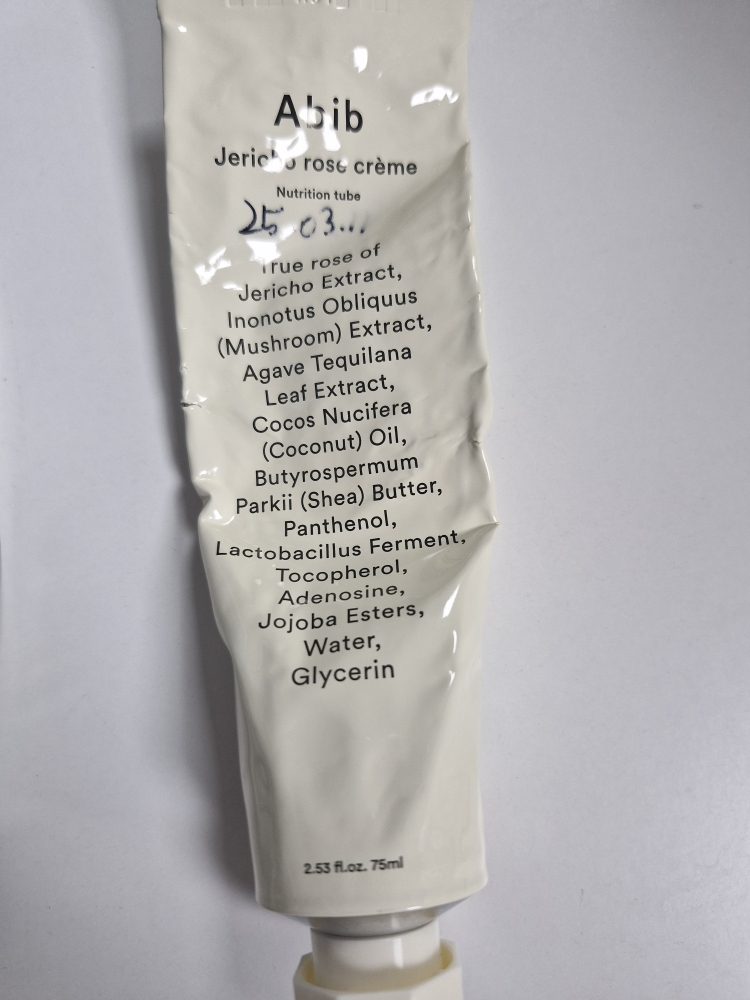 Abib
Jericho rose crème
Nutrition tube
25 03...
True rose of
Jericho Extract,
Inonotus Obliquus
(Mushroom) Extract,
Agave Tequilana
Leaf Extract,
Cocos Nucifera
(Coconut) Oil,
Butyrospermum
Parkii (Shea) Butter,
Panthenol,
Lactobacillus Ferment,
Tocopherol,
Adenosine,
Jojoba Esters,
Water,
Glycerin
2.53 fl.oz. 75ml